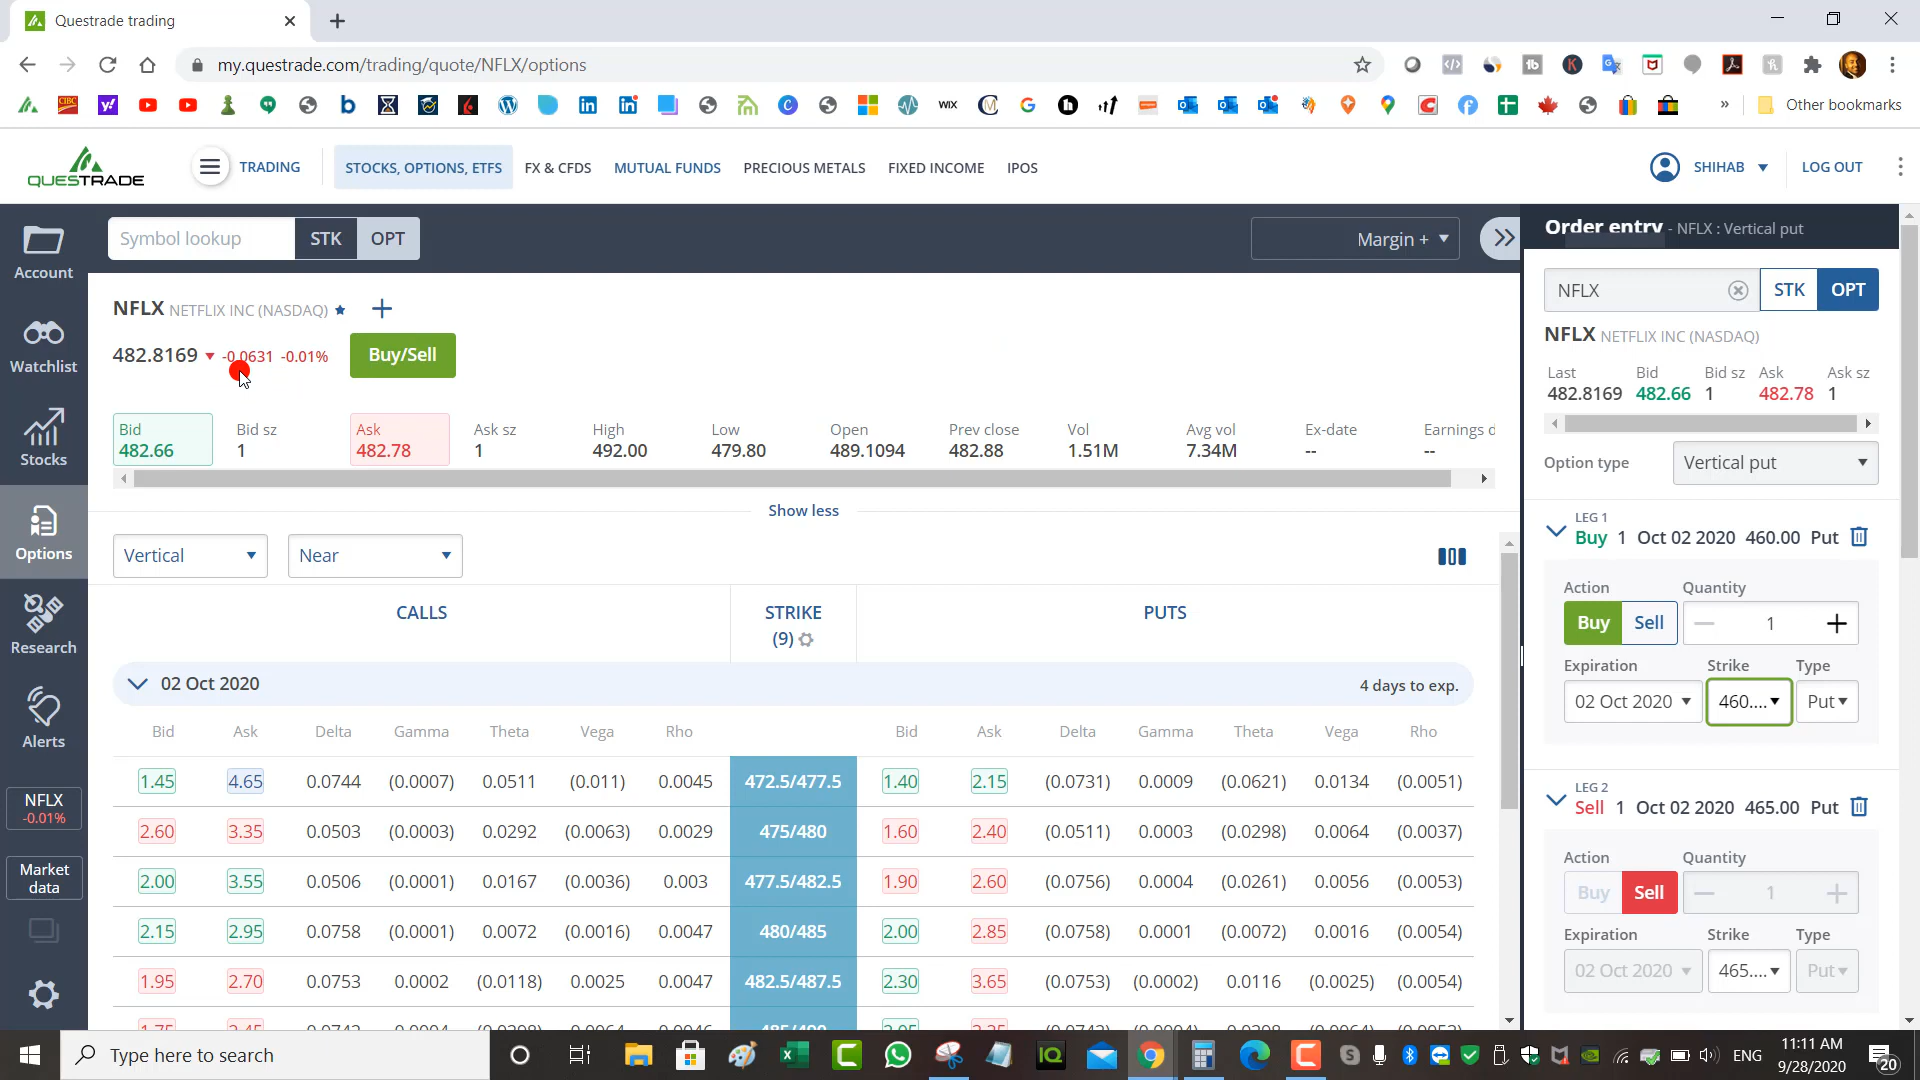 Questrade trading
my.questrade.com/trading/quote/NFLX/options
Other bookmarks
QUESTRADE
TRADING
STOCKS, OPTIONS, ETFS FX & CFDS MUTUAL FUNDS PRECIOUS METALS FIXED INCOME IPOS
SHIHAB
LOG OUT
Account
Watchlist
Stocks
Options
Research
Alerts
NFLX
-0.01%
Market
data
Symbol lookup STK OPT
Margin +
NFLX NETFLIX INC (NASDAQ)
482.8169 -0.0631 -0.01% Buy/Sell
Bid Bid sz Ask Ask sz High Low Open Prev close Vol Avg vol Ex-date Earnings d
482.66 1 482.78 1 492.00 479.80 489.1094 482.88 1.51M 7.34M -- --
Show less
Vertical Near
CALLS STRIKE PUTS
(9)
02 Oct 2020 4 days to exp.
Bid Ask Delta Gamma Theta Vega Rho Bid Ask Delta Gamma Theta Vega Rho
1.45 4.65 0.0744 (0.0007) 0.0511 (0.011) 0.0045 472.5/477.5 1.40 2.15 (0.0731) 0.0009 (0.0621) 0.0134 (0.0051)
2.60 3.35 0.0503 (0.0003) 0.0292 (0.0063) 0.0029 475/480 1.60 2.40 (0.0511) 0.0003 (0.0298) 0.0064 (0.0037)
2.00 3.55 0.0506 (0.0001) 0.0167 (0.0036) 0.003 477.5/482.5 1.90 2.60 (0.0756) 0.0004 (0.0261) 0.0056 (0.0053)
2.15 2.95 0.0758 (0.0001) 0.0072 (0.0016) 0.0047 480/485 2.00 2.85 (0.0758) 0.0001 (0.0072) 0.0016 (0.0054)
1.95 2.70 0.0753 0.0002 (0.0118) 0.0025 0.0047 482.5/487.5 2.30 3.65 (0.0753) (0.0002) 0.0116 (0.0025) (0.0054)
Order entry - NFLX : Vertical put
NFLX STK OPT
NFLX NETFLIX INC (NASDAQ)
Last Bid Bid sz Ask Ask sz
482.8169 482.66 1 482.78 1
Option type Vertical put
LEG 1
Buy 1 Oct 02 2020 460.00 Put
Action Quantity
Buy Sell 1
Expiration Strike Type
02 Oct 2020 460.... Put
LEG 2
Sell 1 Oct 02 2020 465.00 Put
Action Quantity
Buy Sell 1
Expiration Strike Type
02 Oct 2020 465.... Put
Type here to search
ENG
11:11 AM
9/28/2020
20